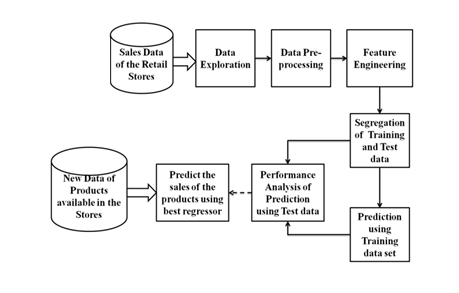 Sales Data
of the Retail
Stores
Data
Exploration
Data Pre-
processing
Feature
Engineering
Segregation
of Training
and Test
data
New Data of
Products
available in the
Stores
Predict the
sales of the
products using
best regressor
Performance
Analysis of
Prediction
using Test data
Prediction
using
Training
data set